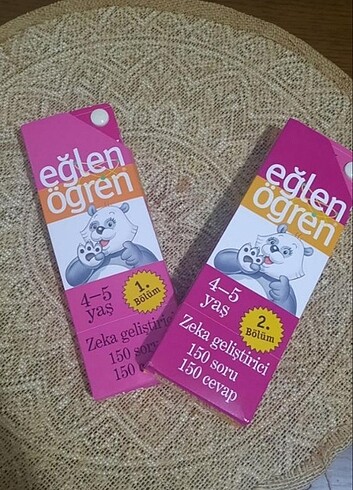 eğlen
öğren
4–5
yaş
1.
Bölüm
Zeka geliştirici
150 soru
150
eğlen
öğren
4–5
yaş
2.
Bölüm
Zeka geliştirici
150 soru
150 cevap